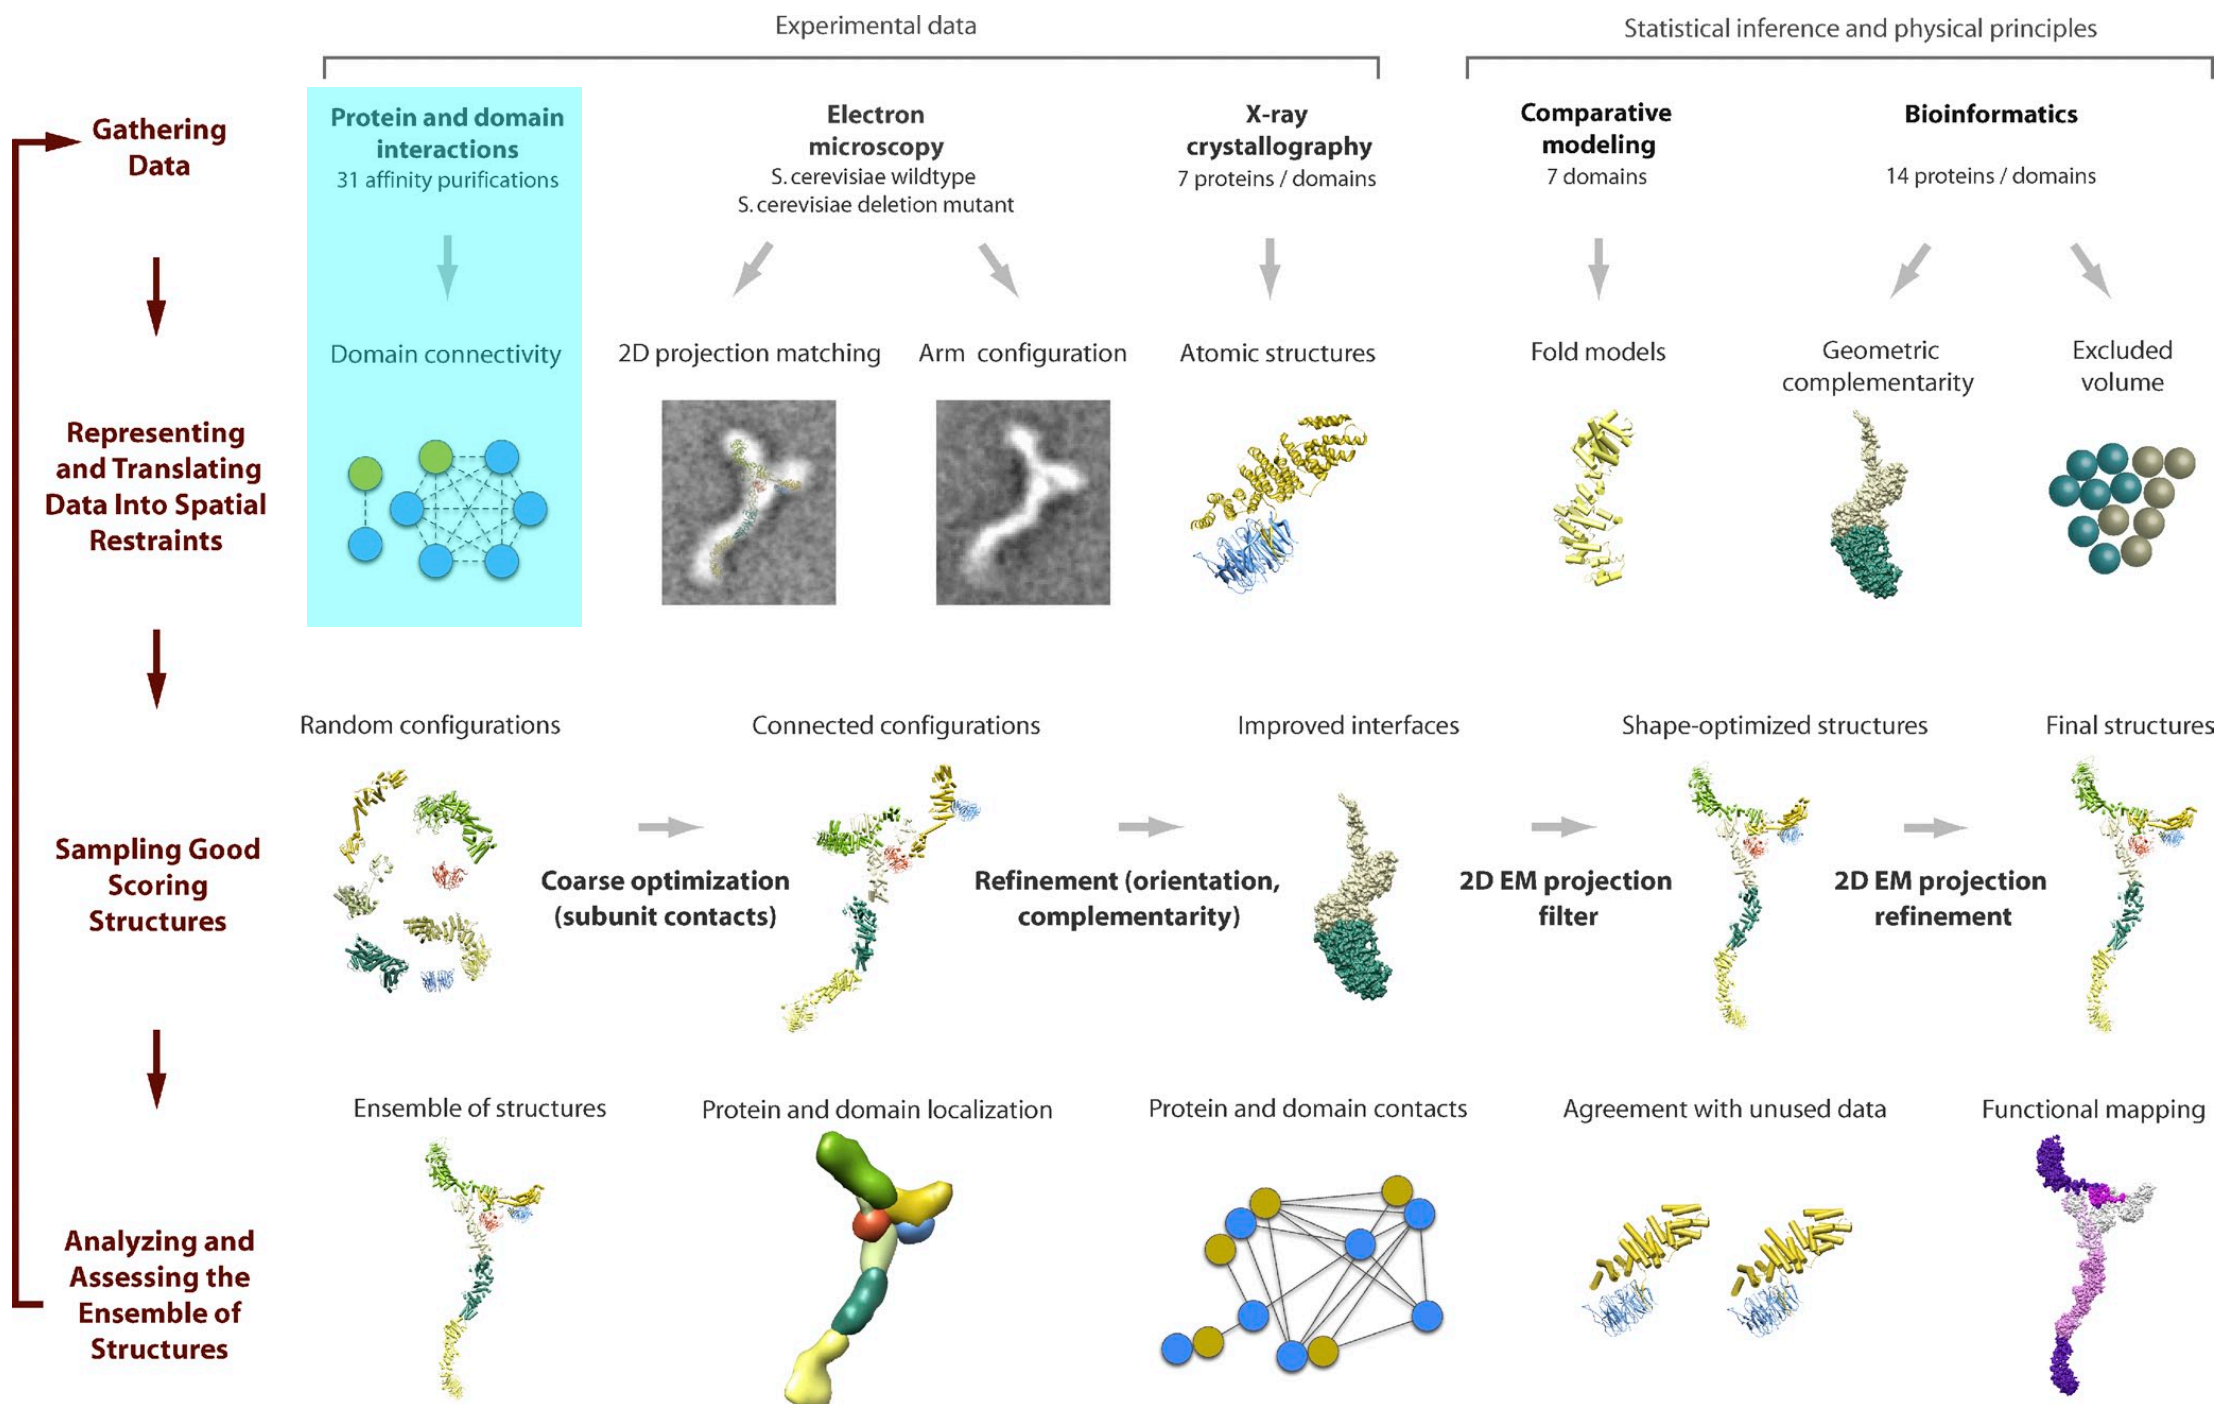 Experimental data
Statistical inference and physical principles
Gathering
Data
Protein and domain
interactions
31 affinity purifications
Electron
microscopy
S. cerevisiae wildtype
S. cerevisiae deletion mutant
X-ray
crystallography
7 proteins / domains
Comparative
modeling
7 domains
Bioinformatics
14 proteins / domains
Representing
and Translating
Data Into Spatial
Restraints
Domain connectivity
2D projection matching
Arm configuration
Atomic structures
Fold models
Geometric
complementarity
Excluded
volume
Sampling Good
Scoring
Structures
Random configurations
Coarse optimization
(subunit contacts)
Connected configurations
Refinement (orientation,
complementarity)
Improved interfaces
2D EM projection
filter
Shape-optimized structures
2D EM projection
refinement
Final structures
Analyzing and
Assessing the
Ensemble of
Structures
Ensemble of structures
Protein and domain localization
Protein and domain contacts
Agreement with unused data
Functional mapping